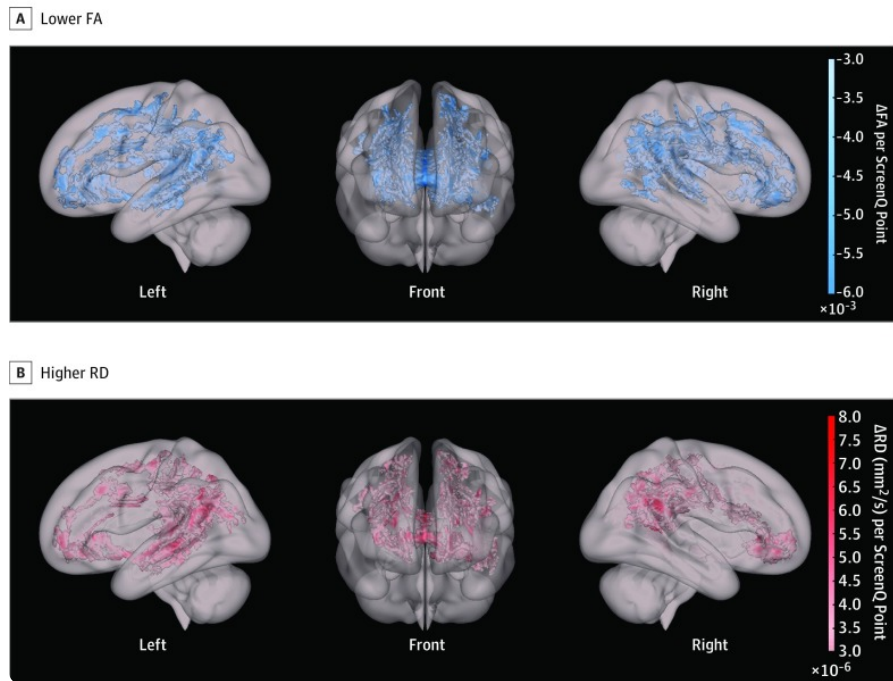 A Lower FA
Left
Front
Right
-3.0
-3.5
-4.0
-4.5
-5.0
-5.5
-6.0
×10⁻³
ΔFA per ScreenQ Point
B Higher RD
Left
Front
Right
8.0
7.5
7.0
6.5
6.0
5.5
5.0
4.5
4.0
3.5
3.0
×10⁻⁶
ΔRD (mm²/s) per ScreenQ Point